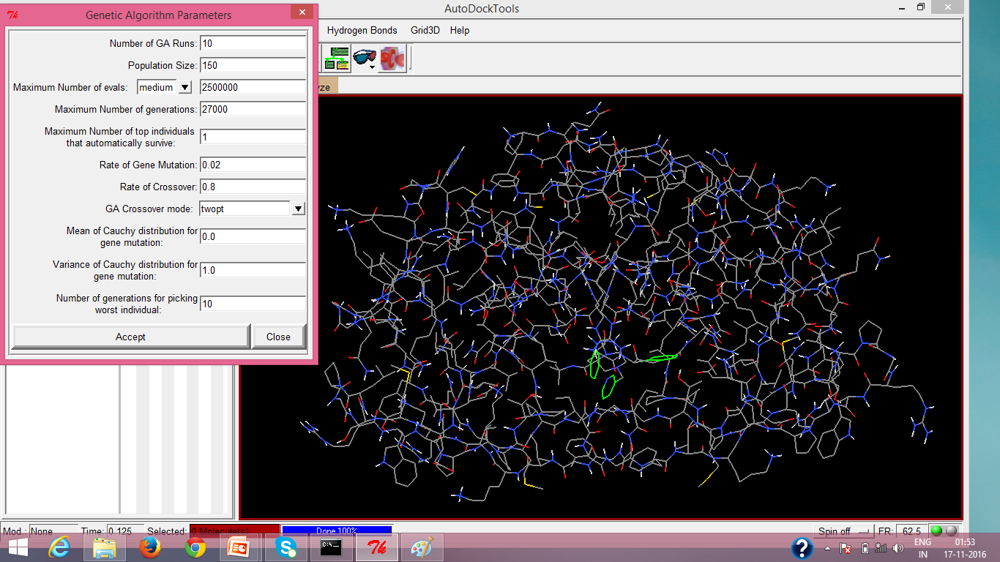 Genetic Algorithm Parameters
AutoDockTools
Number of GA Runs: 10
Population Size: 150
Maximum Number of evals: medium 2500000
Maximum Number of generations: 27000
Maximum Number of top individuals
that automatically survive: 1
Rate of Gene Mutation: 0.02
Rate of Crossover: 0.8
GA Crossover mode: twopt
Mean of Cauchy distribution for
gene mutation: 0.0
Variance of Cauchy distribution for
gene mutation: 1.0
Number of generations for picking
worst individual: 10
Accept Close
Hydrogen Bonds Grid3D Help
yze
Mod.: None Time: 0.125 Selected: 0 Molecule(s) Done 100% Spin off FR: 62.5
C:\
ENG 01:53
IN 17-11-2016